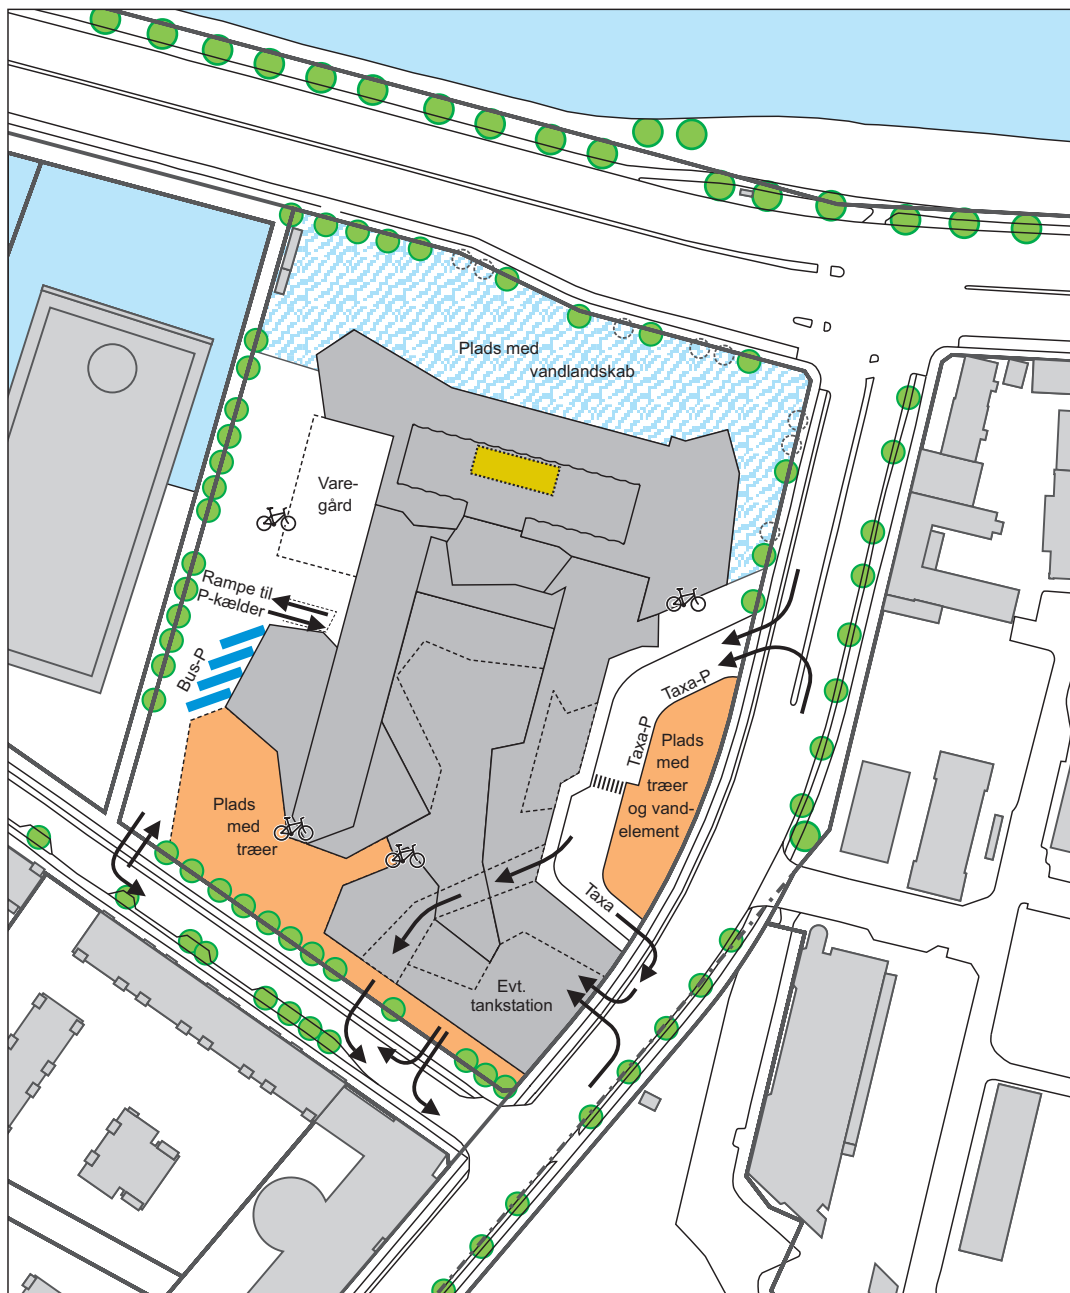 Plads med
vandlandskab
Vare-
gård
Rampe til
P-kælder
Bus-P
Taxa-P
Taxa-P
Plads
med
træer
og vand-
element
Plads
med
træer
Taxa
Evt.
tankstation